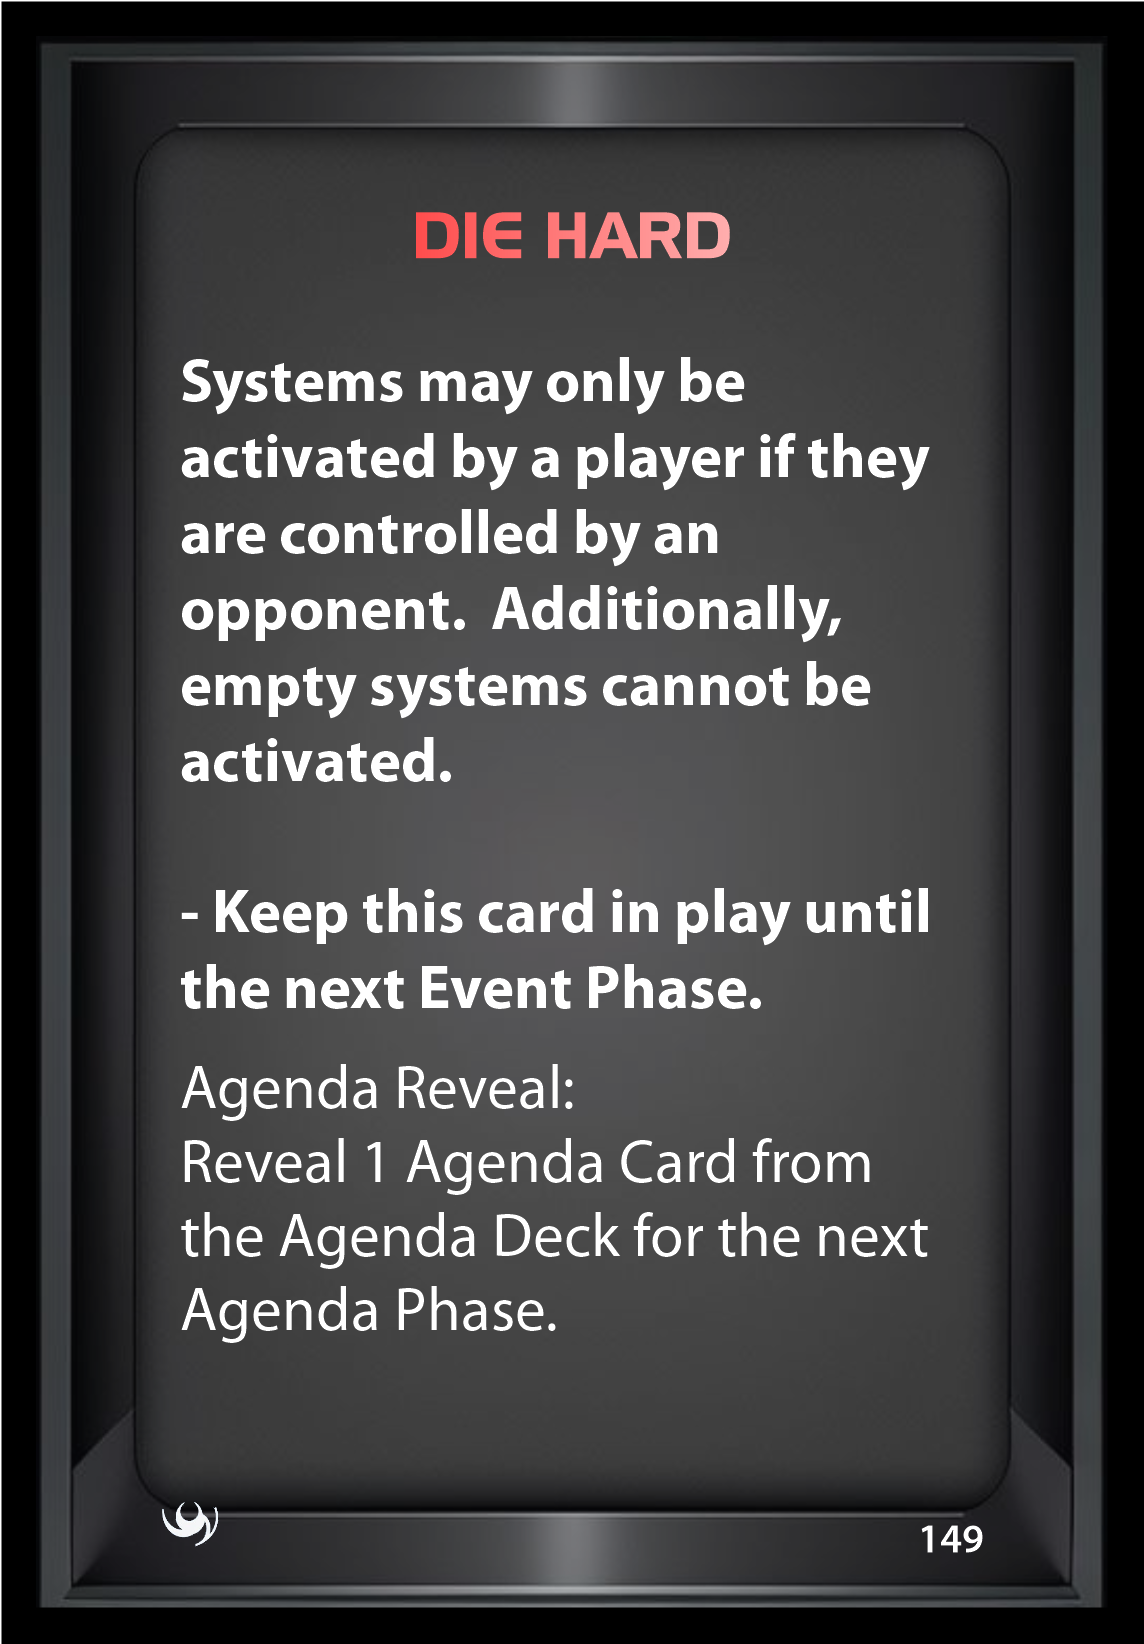 DIE HARD
Systems may only be
activated by a player if they
are controlled by an
opponent.  Additionally,
empty systems cannot be
activated.
- Keep this card in play until
the next Event Phase.
Agenda Reveal:
Reveal 1 Agenda Card from
the Agenda Deck for the next
Agenda Phase.
149